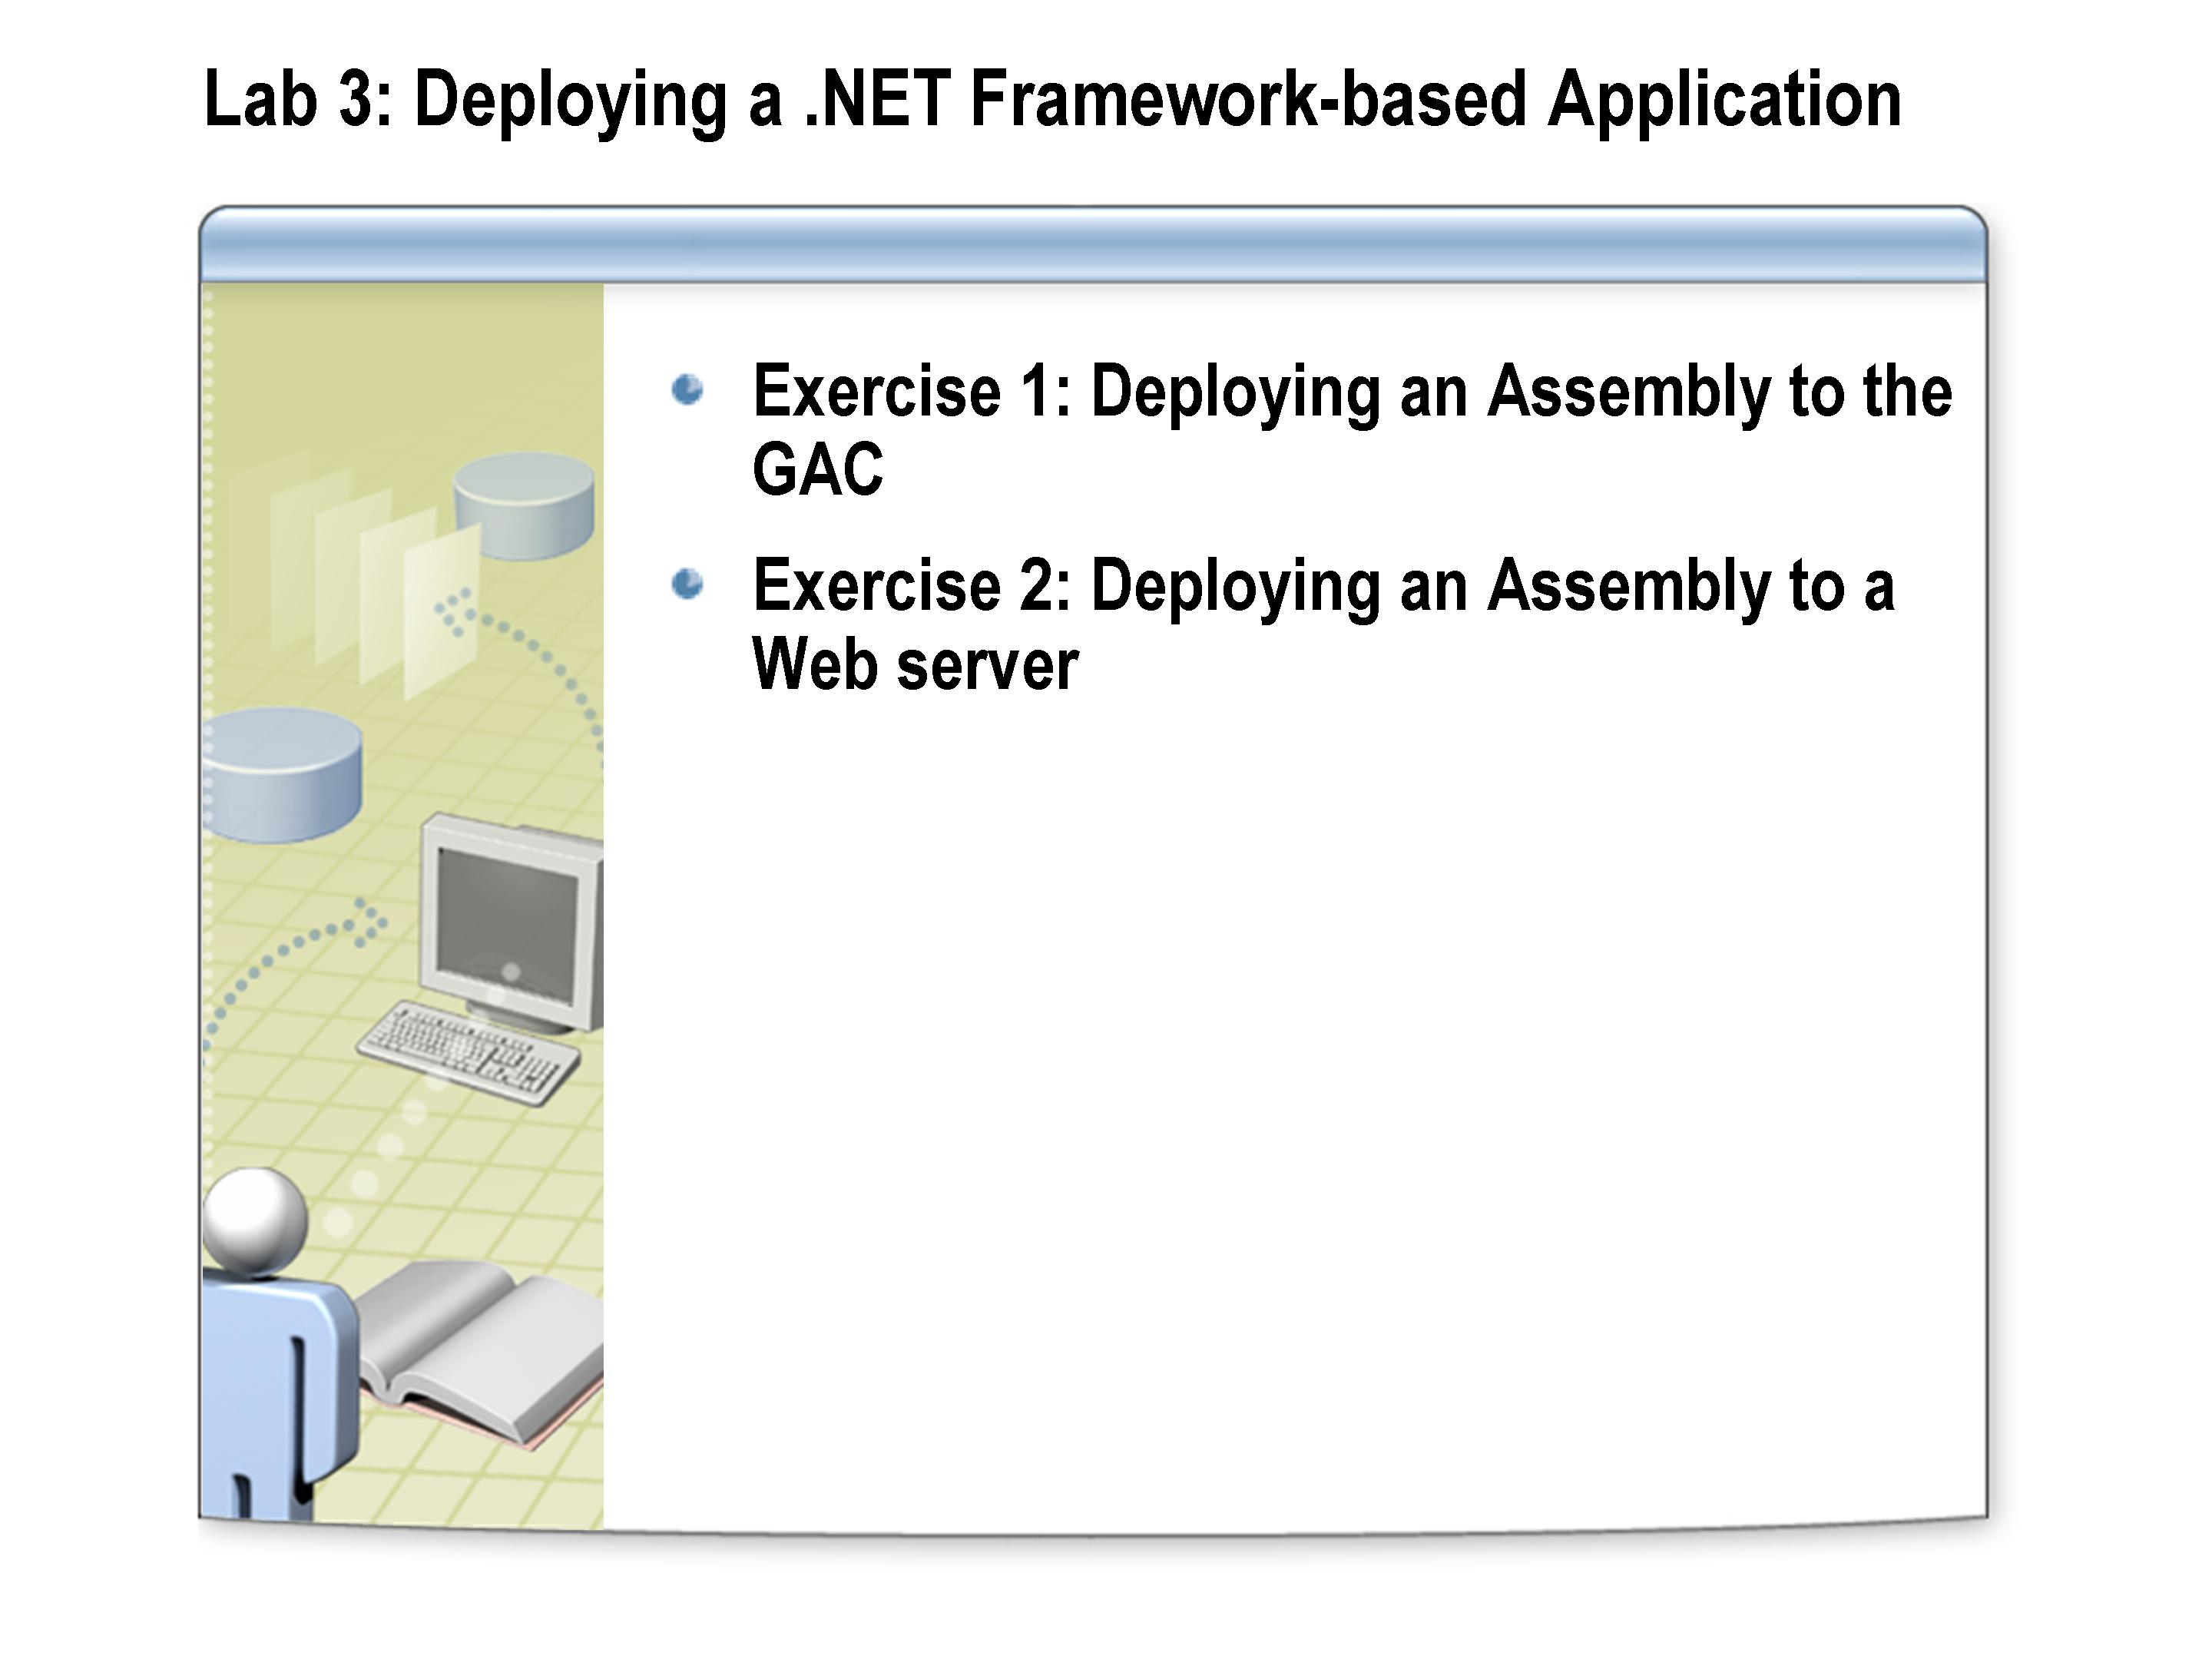 Lab 3: Deploying a .NET Framework-based Application
Exercise 1: Deploying an Assembly to the
GAC
Exercise 2: Deploying an Assembly to a
Web server